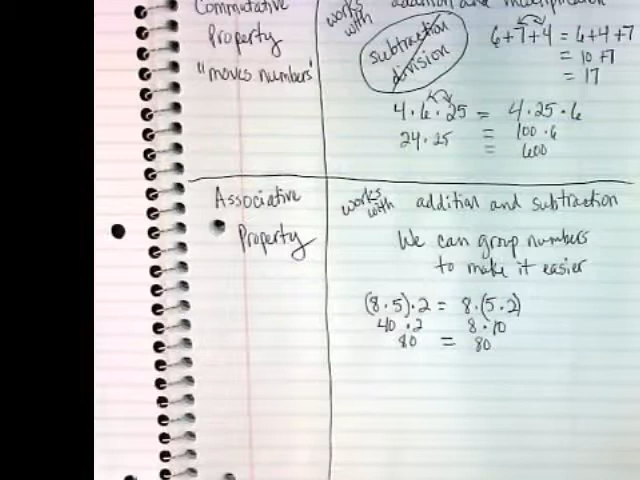 Commutative
Property
"moves numbers"
works with addition and multiplication
subtraction
division
6+7+4 = 6+4+7
= 10+7
= 17
4·6·25 = 4·25·6
24·25 = 100·6
= 600
Associative
Property
works with addition and subtraction
We can group numbers
to make it easier
(8·5)·2 = 8·(5·2)
40·2 8·10
80 = 80